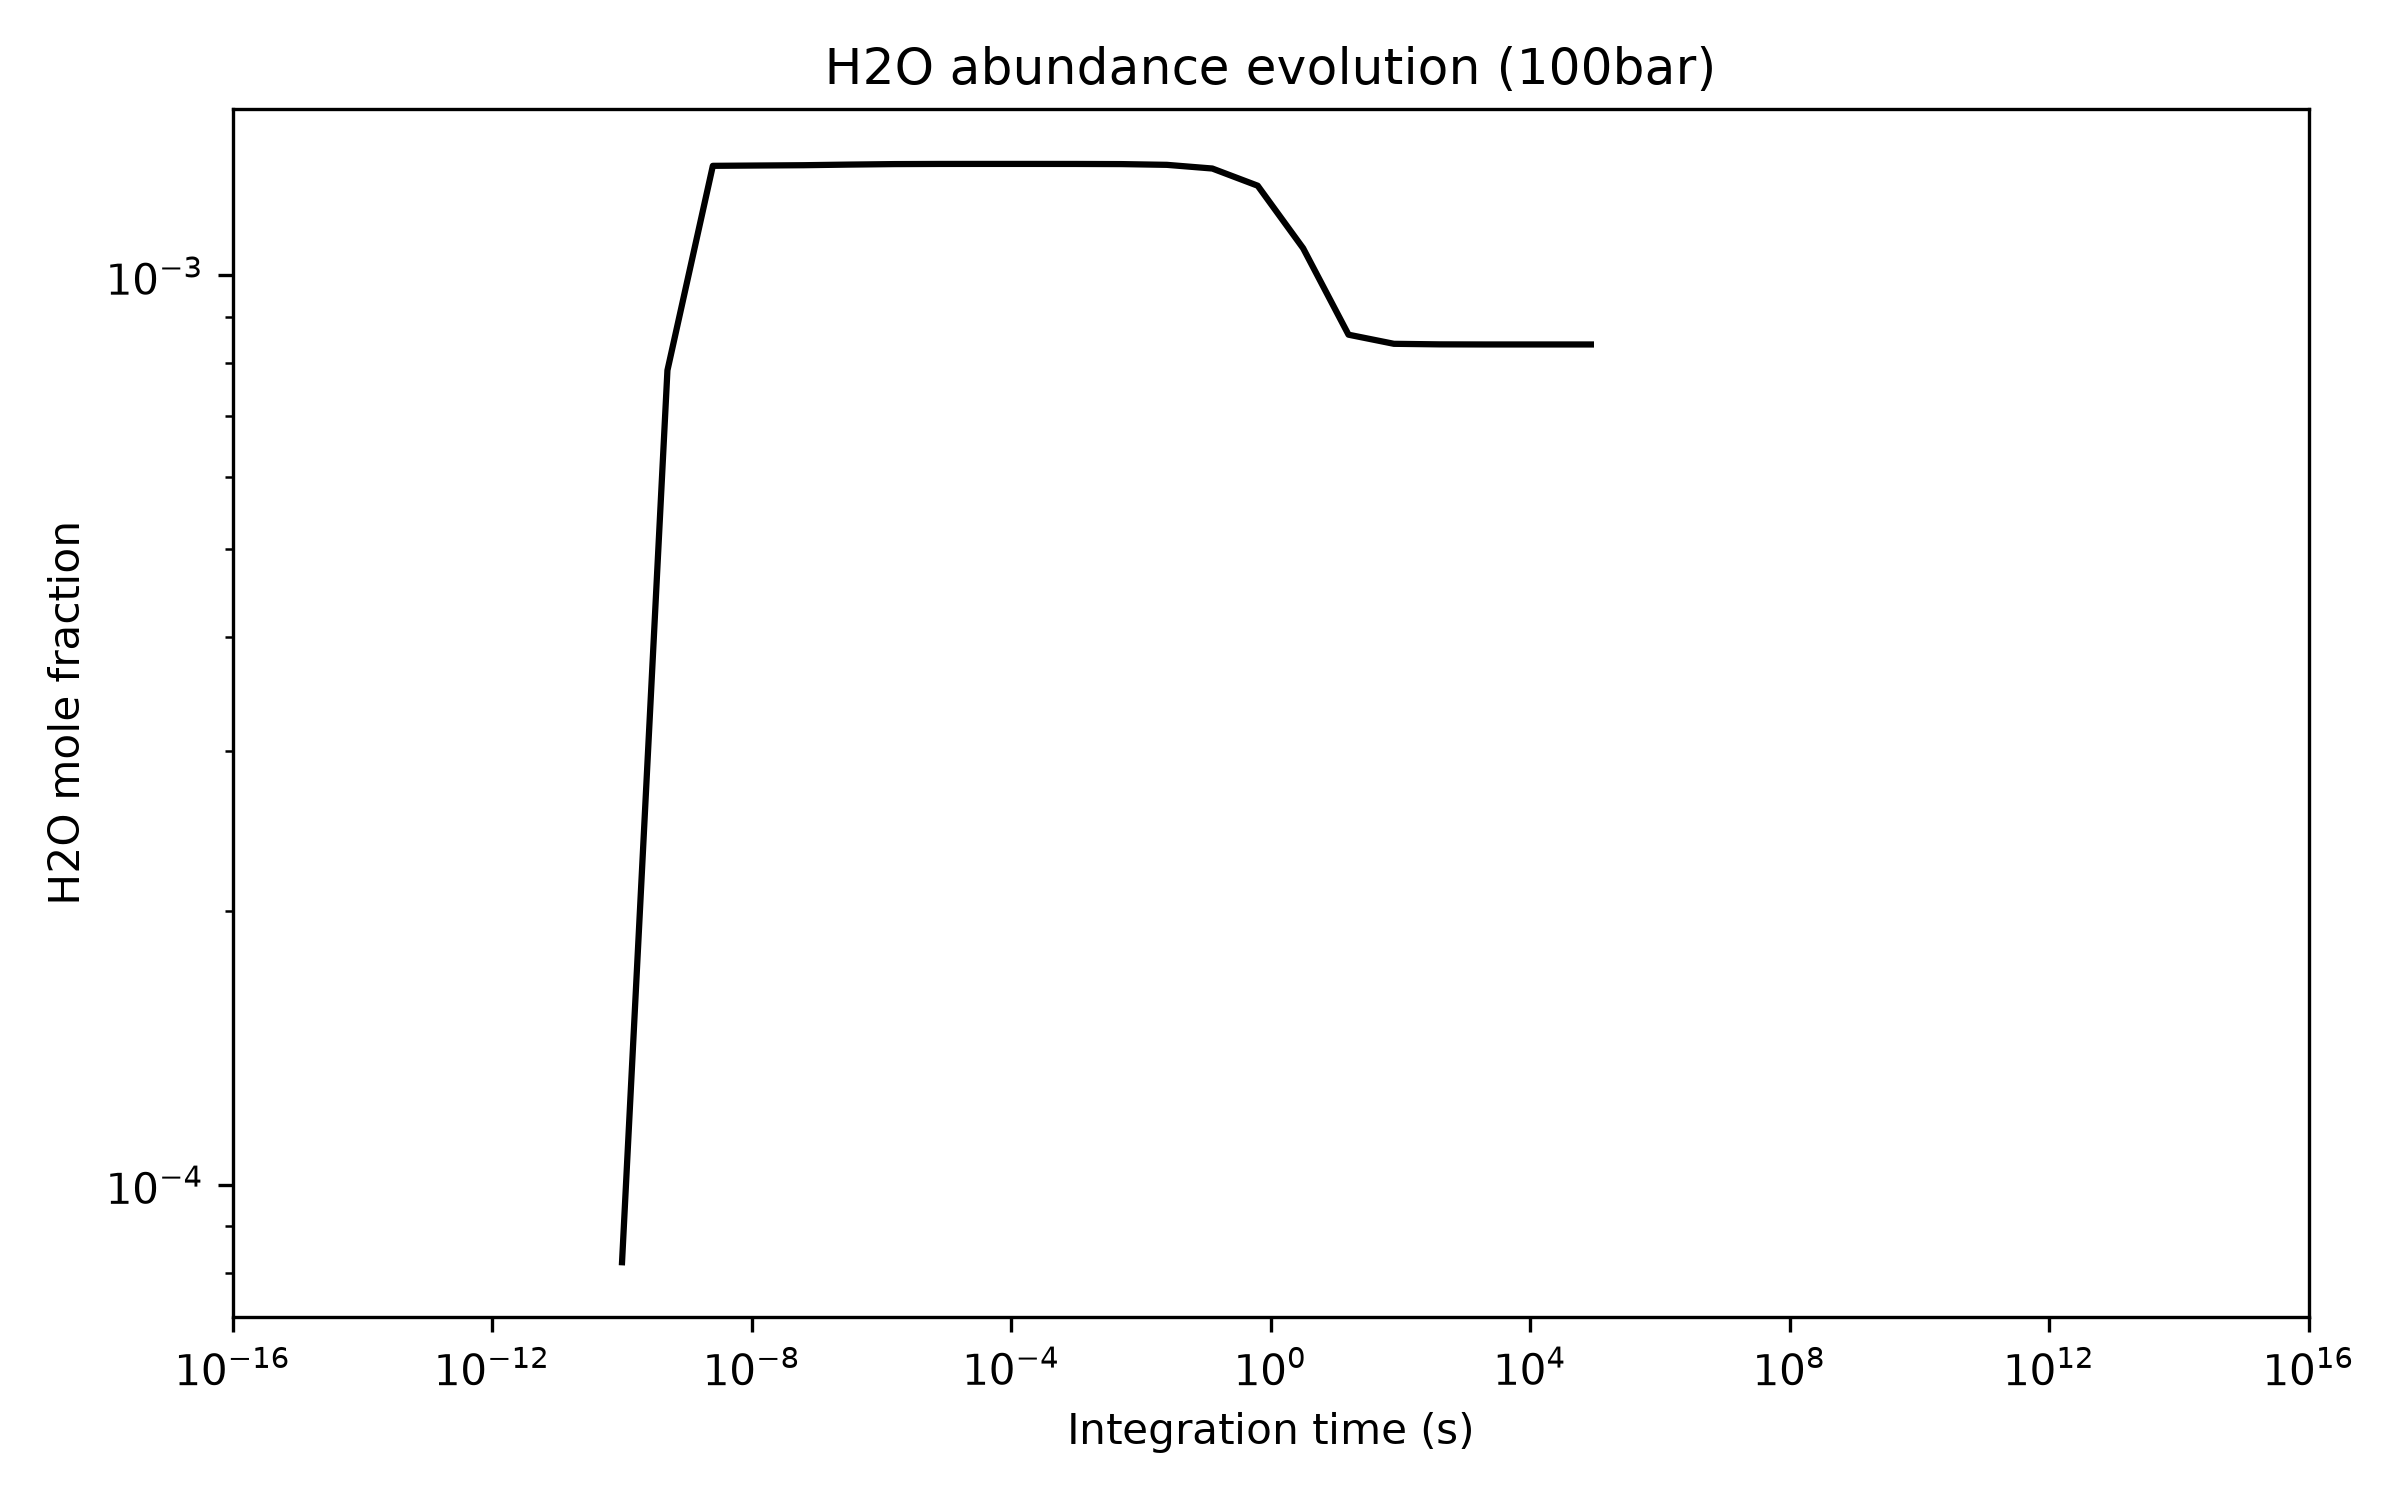 H2O abundance evolution (100bar)
H2O mole fraction
10⁻³
10⁻⁴
10⁻¹⁶ 10⁻¹² 10⁻⁸ 10⁻⁴ 10⁰ 10⁴ 10⁸ 10¹² 10¹⁶
Integration time (s)